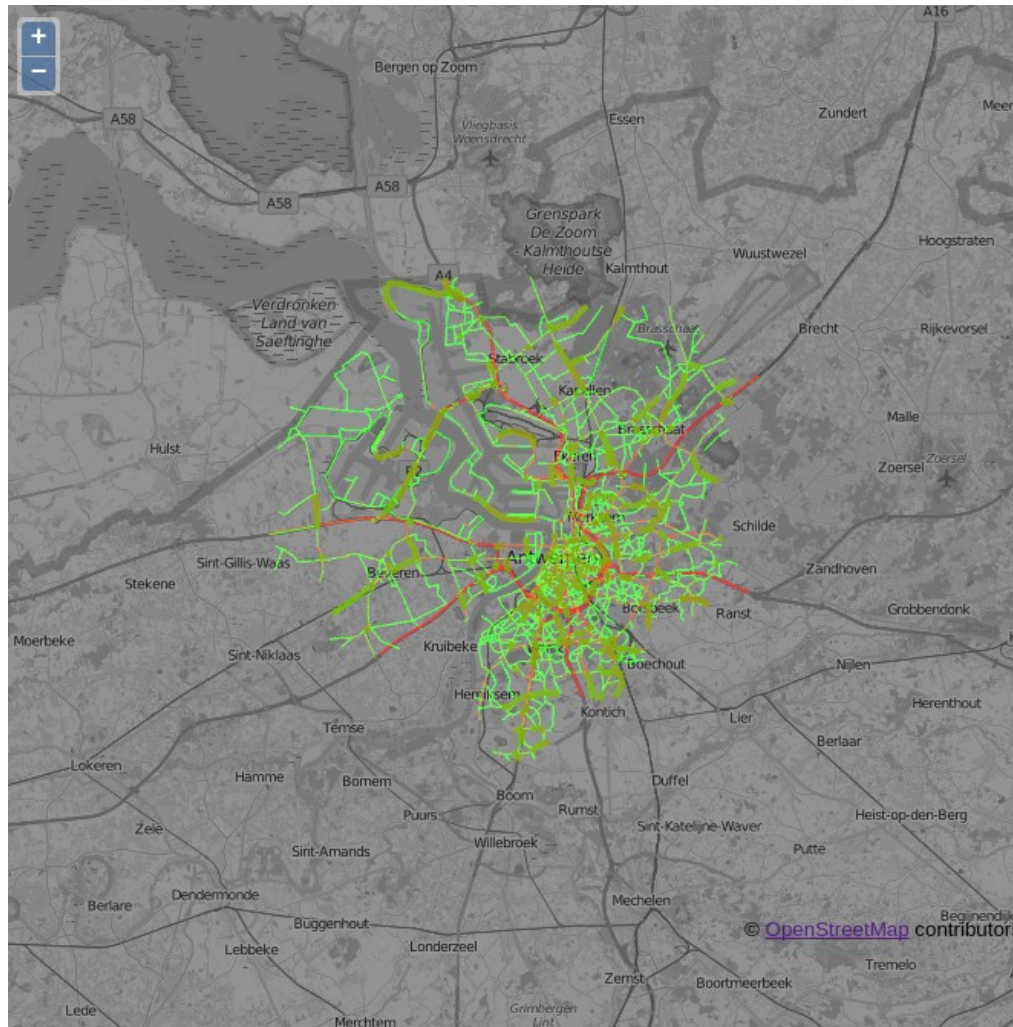 A16
+
−
Bergen op Zoom
A58
Vliegbasis
Woensdrecht
Essen
Zundert
Meer
A58
A58
Grenspark
De Zoom
Kalmthoutse
Heide
Hoogstraten
Wuustwezel
Kalmthout
A4
Verdronken
Land van
Saeftinghe
Brasschaat
Brecht
Rijkevorsel
Stabroek
Kapellen
Malle
Brasschaat
Hulst
Ekeren
Zoersel
Zoersel
R2
Merksem
Schilde
Antwerpen
Sint-Gillis-Waas
Beveren
Zandhoven
Stekene
Borsbeek
Ranst
Grobbendonk
Moerbeke
Kruibeke
Sint-Niklaas
Boechout
Nijlen
Hemiksem
Herenthout
Kontich
Lier
Temse
Berlaar
Lokeren
Hamme
Bornem
Duffel
Boom
Rumst
Puurs
Heist-op-den-Berg
Zele
Sint-Katelijne-Waver
Willebroek
Sint-Amands
Putte
Dendermonde
Mechelen
Berlare
Buggenhout
Begijnendijk
© OpenStreetMap contributors
Lebbeke
Londerzeel
Tremelo
Zemst
Boortmeerbeek
Lede
Grimbergen
Lint
Merchtem